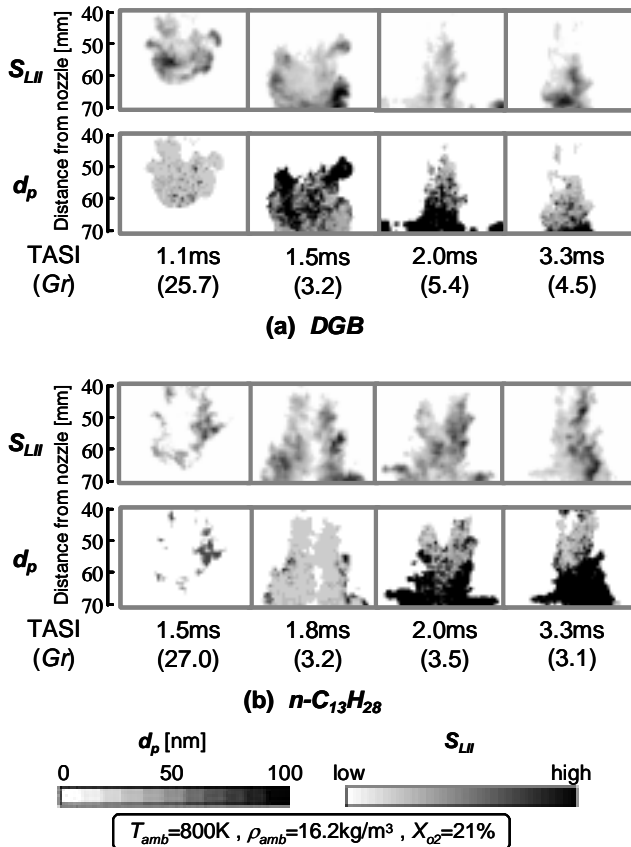 Distance from nozzle [mm]
40
50
60
70
S_LII
40
50
60
70
d_p
TASI 1.1ms 1.5ms 2.0ms 3.3ms
(Gr) (25.7) (3.2) (5.4) (4.5)
(a) DGB
Distance from nozzle [mm]
40
50
60
70
S_LII
40
50
60
70
d_p
TASI 1.5ms 1.8ms 2.0ms 3.3ms
(Gr) (27.0) (3.2) (3.5) (3.1)
(b) n-C₁₃H₂₈
d_p [nm] S_LII
0 50 100 low high
T_amb=800K , ρ_amb=16.2kg/m³ , X_o2=21%